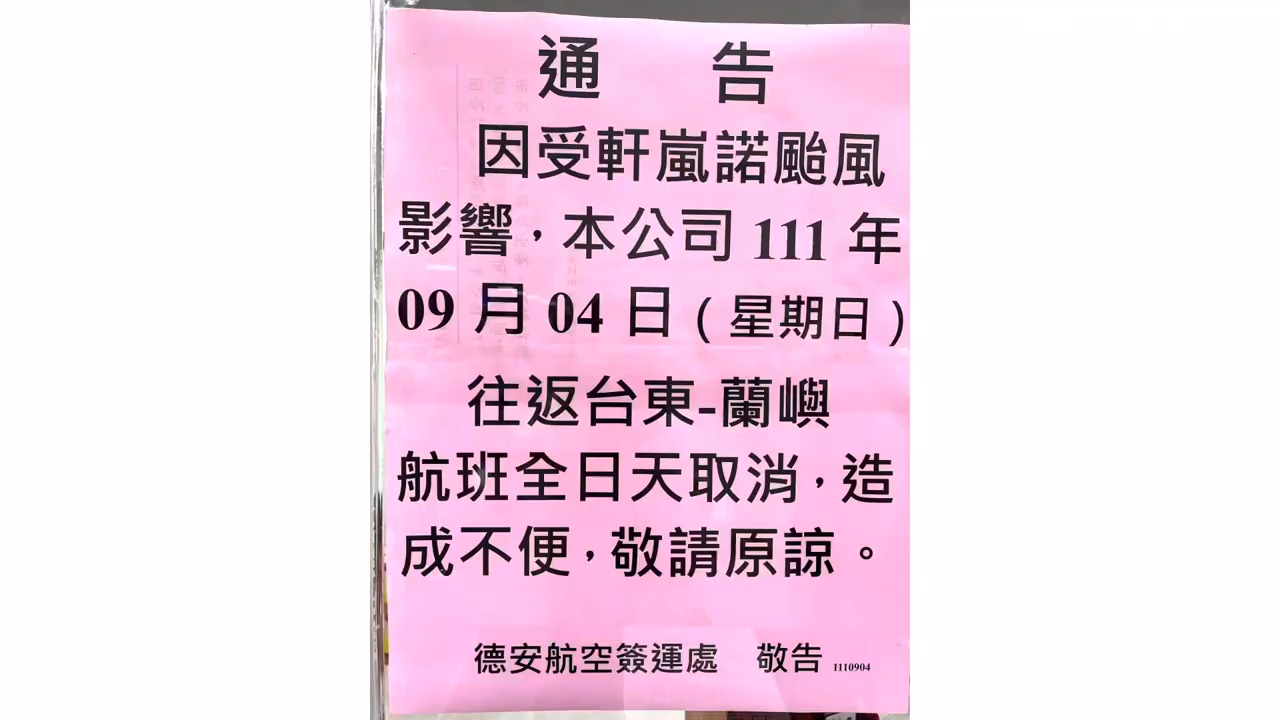 通 告
因受軒嵐諾颱風
影響，本公司 111 年
09 月 04 日（星期日）
往返台東-蘭嶼
航班全日天取消，造
成不便，敬請原諒。
德安航空簽運處 敬告 1110904